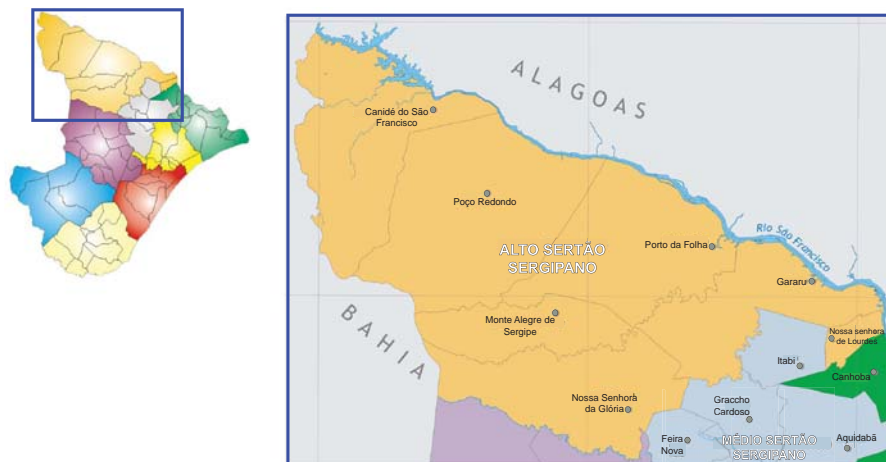 ALAGOAS
Canidé do São
Francisco
Poço Redondo
Rio São Francisco
Porto da Folha
ALTO SERTÃO
SERGIPANO
Gararu
BAHIA
Monte Alegre de
Sergipe
Nossa senhora
de Lourdes
Itabi
Canhoba
Nossa Senhora
da Glória
Graccho
Cardoso
Feira
Nova
MÉDIO SERTÃO
SERGIPANO
Aquidabã